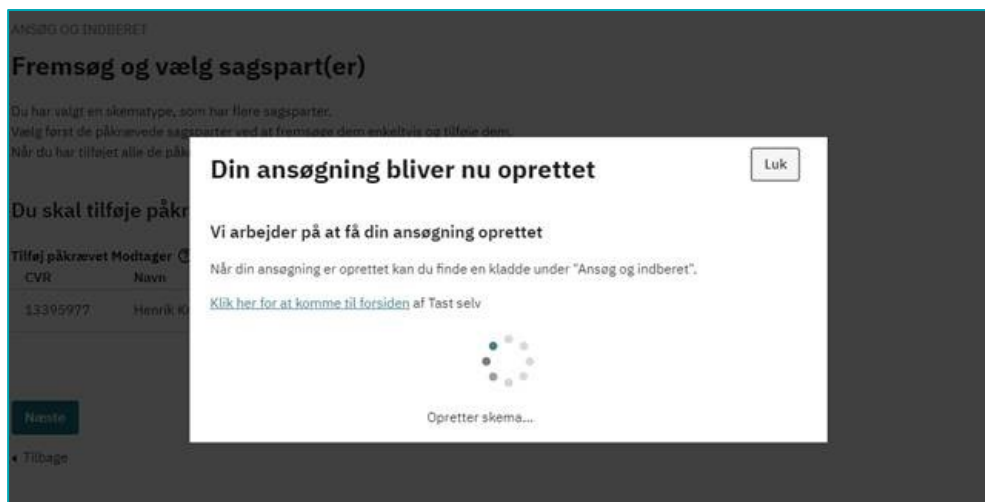 ANSØG OG INDBERET
Fremsøg og vælg sagspart(er)
Du har valgt en skematype, som har flere sagsparter.
Vælg først de påkrævede sagsparter ved at fremsøge dem enkeltvis og tilføje dem.
Når du har tilføjet alle de
Din ansøgning bliver nu oprettet
Luk
Du skal tilføje
Vi arbejder på at få din ansøgning oprettet
Tilføj påkrævet Modtager
Når din ansøgning er oprettet kan du finde en kladde under "Ansøg og indberet".
CVR Navn
Klik her for at komme til forsiden af Tast selv
13395977 Henrik
Opretter skema...
Næste
Tilbage